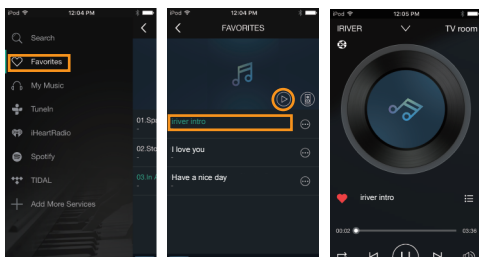 iPod 12:04 PM
Search
Favorites
My Music
TuneIn
iHeartRadio
Spotify
TIDAL
Add More Services
01.Spa
02.Sto
03.In A
iPod 12:04 PM
FAVORITES
iriver intro
-
I love you
-
Have a nice day
-
iPod 12:05 PM
IRIVER TV room
iriver intro
00:02 03:36